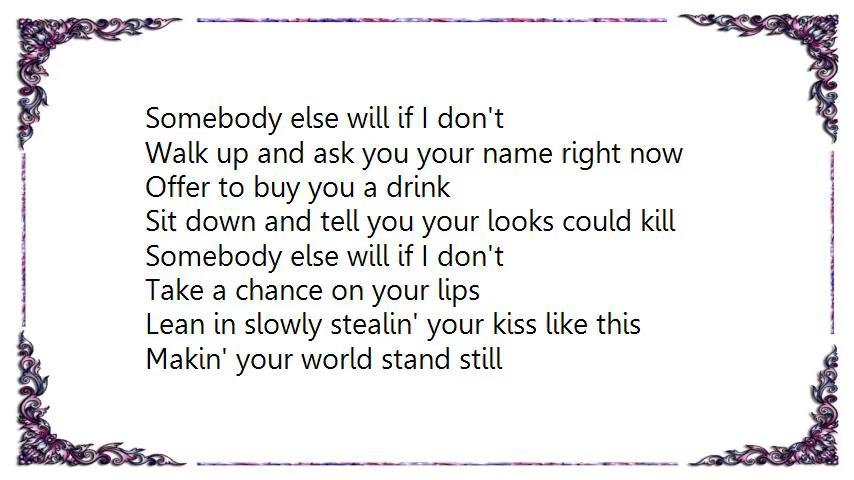 Somebody else will if I don't
Walk up and ask you your name right now
Offer to buy you a drink
Sit down and tell you your looks could kill
Somebody else will if I don't
Take a chance on your lips
Lean in slowly stealin' your kiss like this
Makin' your world stand still